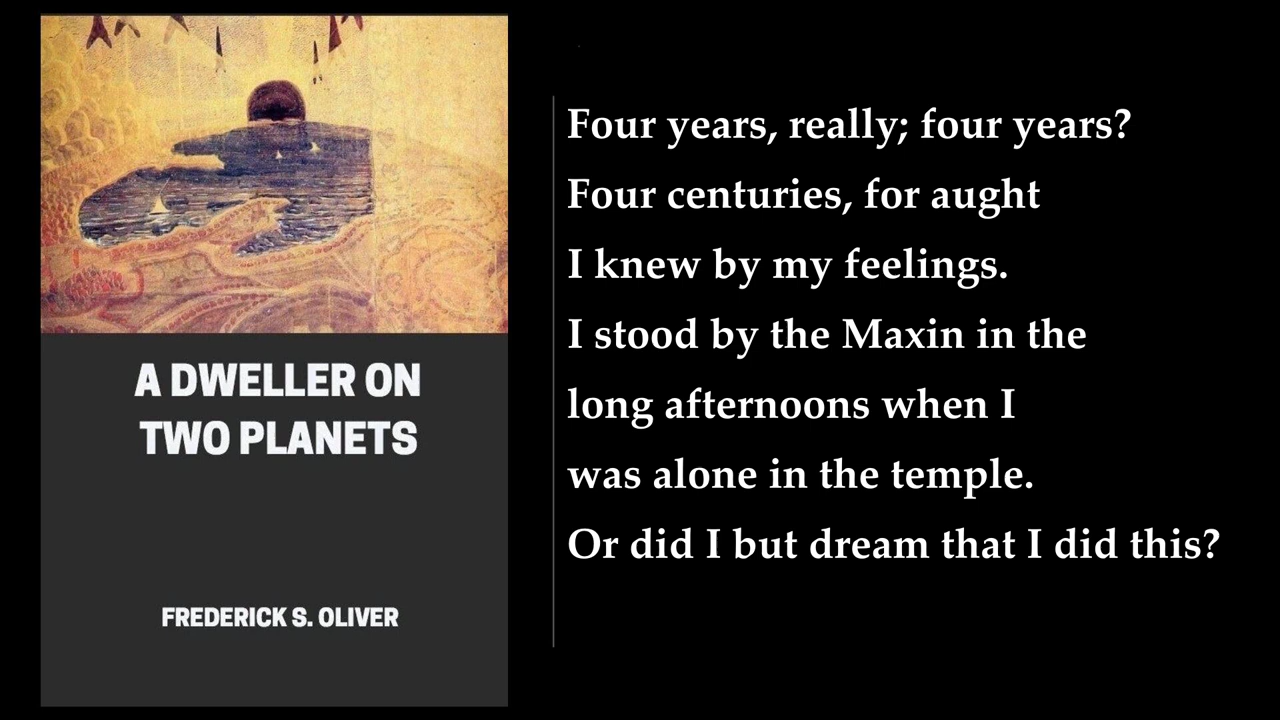 A DWELLER ON
TWO PLANETS
FREDERICK S. OLIVER
Four years, really; four years?
Four centuries, for aught
I knew by my feelings.
I stood by the Maxin in the
long afternoons when I
was alone in the temple.
Or did I but dream that I did this?